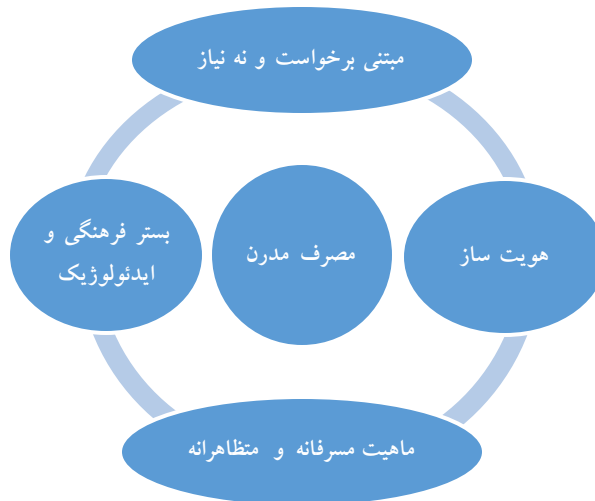 مبتنی برخواست و نه نیاز
هویت ساز
مصرف مدرن
بستر فرهنگی و
ایدئولوژیک
ماهیت مسرفانه و متظاهرانه